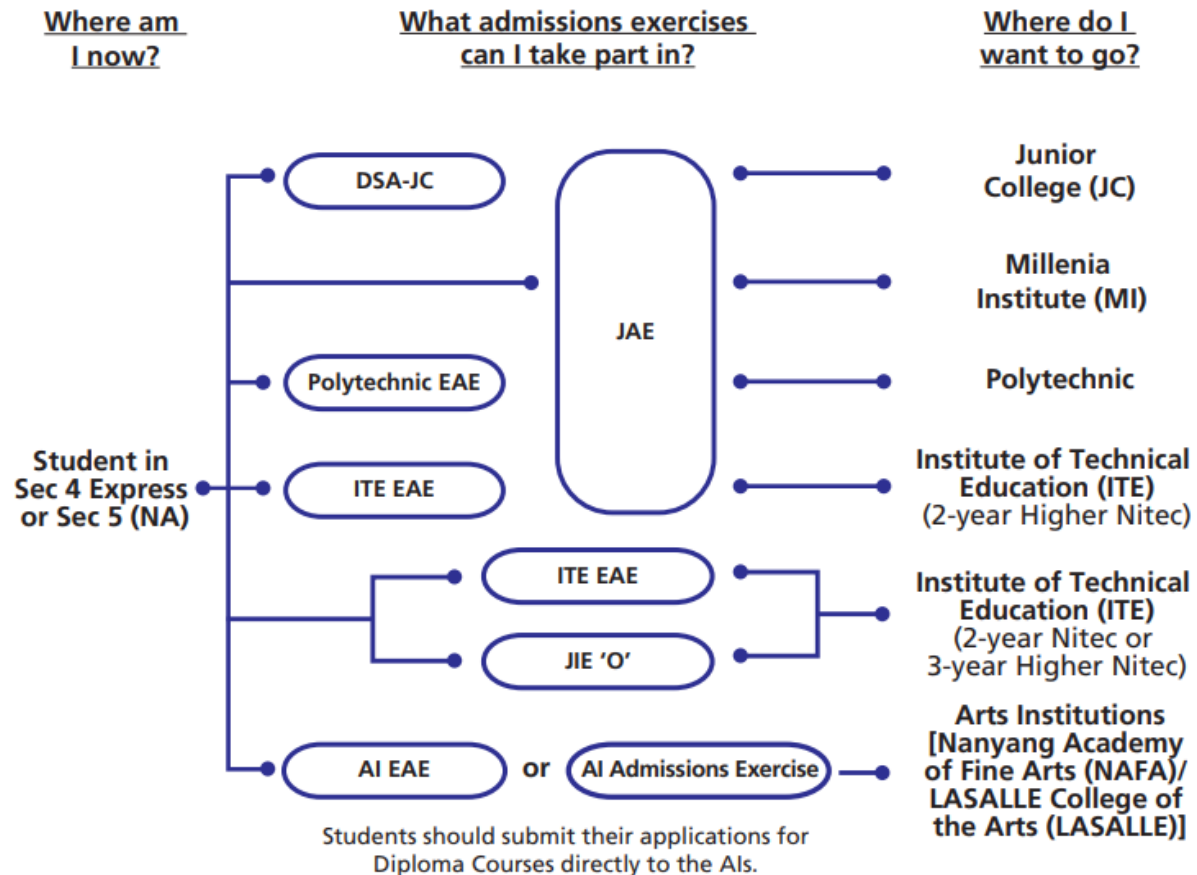 Where am
I now?
What admissions exercises
can I take part in?
Where do I
want to go?
DSA-JC
JAE
Junior
College (JC)
Millenia
Institute (MI)
Polytechnic EAE
Polytechnic
Student in
Sec 4 Express
or Sec 5 (NA)
ITE EAE
Institute of Technical
Education (ITE)
(2-year Higher Nitec)
ITE EAE
JIE 'O'
Institute of Technical
Education (ITE)
(2-year Nitec or
3-year Higher Nitec)
AI EAE
or
AI Admissions Exercise
Arts Institutions
[Nanyang Academy
of Fine Arts (NAFA)/
LASALLE College of
the Arts (LASALLE)]
Students should submit their applications for
Diploma Courses directly to the AIs.